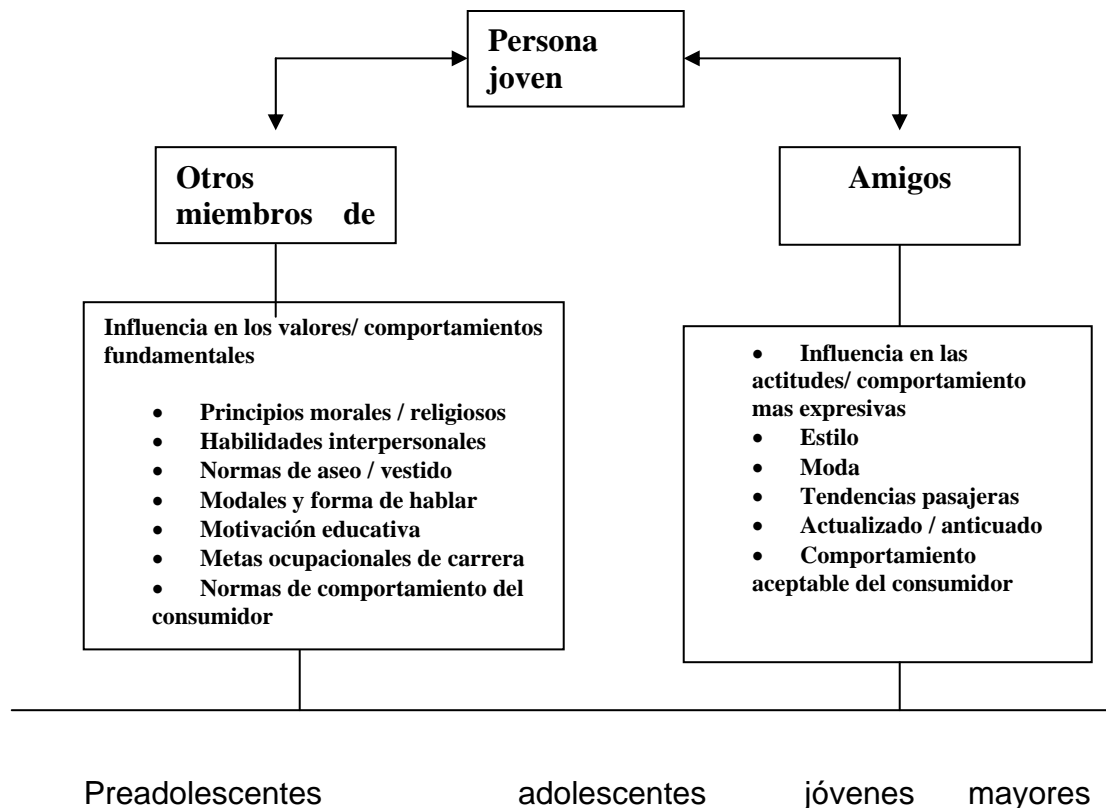 Persona
joven
Otros
miembros de
Amigos
Influencia en los valores/ comportamientos
fundamentales
• Principios morales / religiosos
• Habilidades interpersonales
• Normas de aseo / vestido
• Modales y forma de hablar
• Motivación educativa
• Metas ocupacionales de carrera
• Normas de comportamiento del
consumidor
• Influencia en las
actitudes/ comportamiento
mas expresivas
• Estilo
• Moda
• Tendencias pasajeras
• Actualizado / anticuado
• Comportamiento
aceptable del consumidor
Preadolescentes adolescentes jóvenes mayores